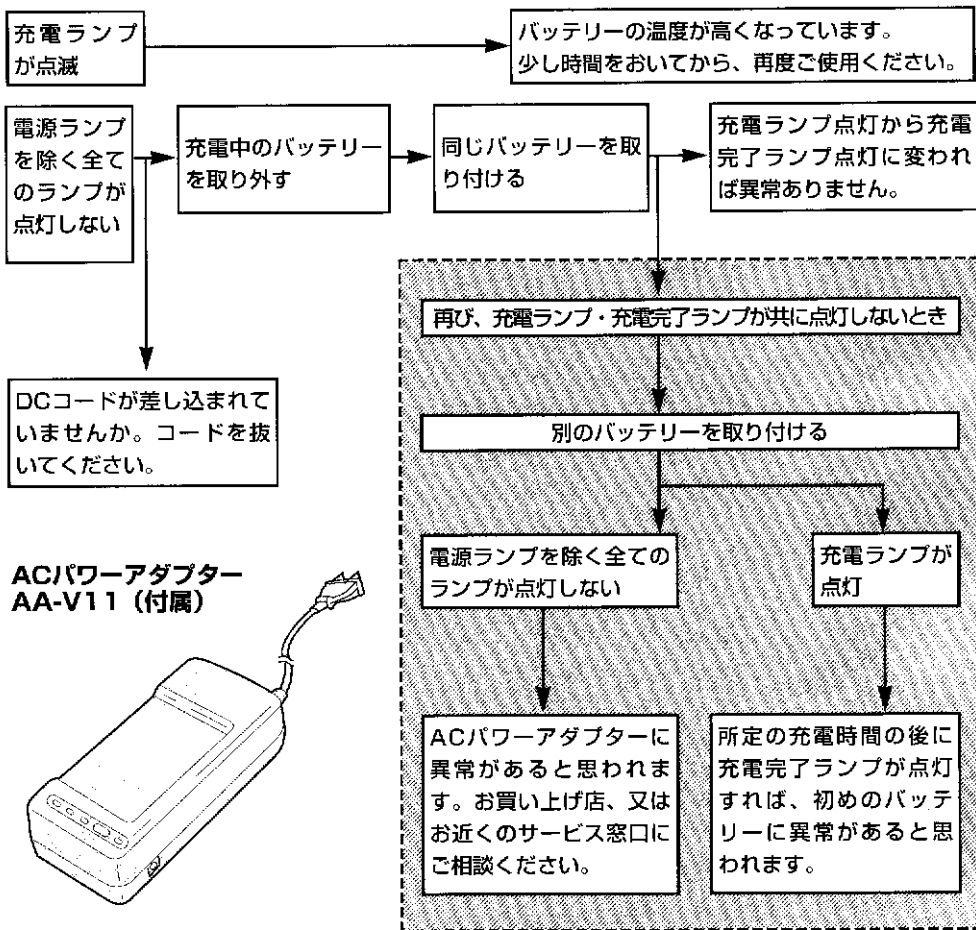 充電ランプ
が点滅
バッテリーの温度が高くなっています。
少し時間をおいてから、再度ご使用ください。
電源ランプ
を除く全て
のランプが
点灯しない
充電中のバッテリー
を取り外す
同じバッテリーを取
り付ける
充電ランプ点灯から充電
完了ランプ点灯に変われ
ば異常ありません。
再び、充電ランプ・充電完了ランプが共に点灯しないとき
DCコードが差し込まれて
いませんか。コードを抜
いてください。
別のバッテリーを取り付ける
電源ランプを除く全ての
ランプが点灯しない
充電ランプが
点灯
ACパワーアダプター
AA-V11（付属）
ACパワーアダプターに
異常があると思われま
す。お買い上げ店、又は
お近くのサービス窓口に
ご相談ください。
所定の充電時間の後に
充電完了ランプが点灯
すれば、初めのバッテ
リーに異常があると思
われます。